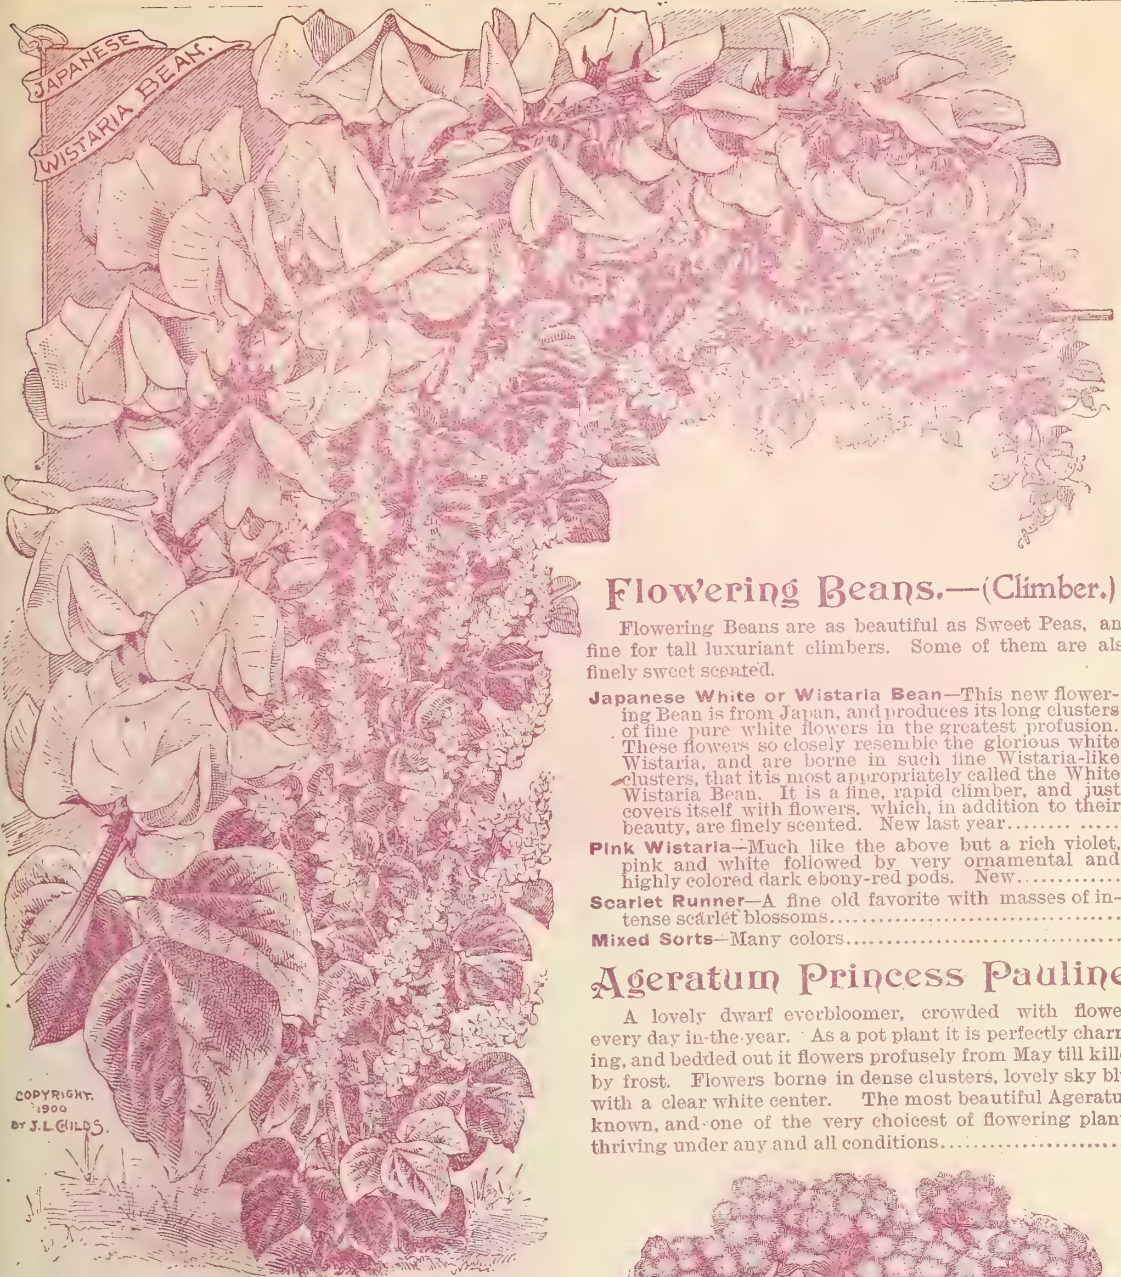 JAPANESE
WISTARIA BEAN.
Flowering Beans.—(Climber.)
Flowering Beans are as beautiful as Sweet Peas, an
fine for tall luxuriant climbers. Some of them are als
finely sweet scented.
Japanese White or Wistaria Bean—This new flower-
ing Bean is from Japan, and produces its long clusters
of fine pure white flowers in the greatest profusion.
These flowers so closely resemble the glorious white
Wistaria, and are borne in such fine Wistaria-like
clusters, that it is most appropriately called the White
Wistaria Bean. It is a fine, rapid climber, and just
covers itself with flowers, which, in addition to their
beauty, are finely scented. New last year........ .....
Pink Wistaria—Much like the above but a rich violet,
pink and white followed by very ornamental and
highly colored dark ebony-red pods. New.............
Scarlet Runner—A fine old favorite with masses of in-
tense scarlet blossoms....................................
Mixed Sorts—Many colors..................................
Ageratum Princess Pauline
A lovely dwarf everbloomer, crowded with flowe
every day in-the-year. As a pot plant it is perfectly charm
ing, and bedded out it flowers profusely from May till kill
by frost. Flowers borne in dense clusters, lovely sky bl
with a clear white center. The most beautiful Ageratu
known, and one of the very choicest of flowering plan
thriving under any and all conditions......................
COPYRIGHT.
1900
BY J.L.CHILDS.